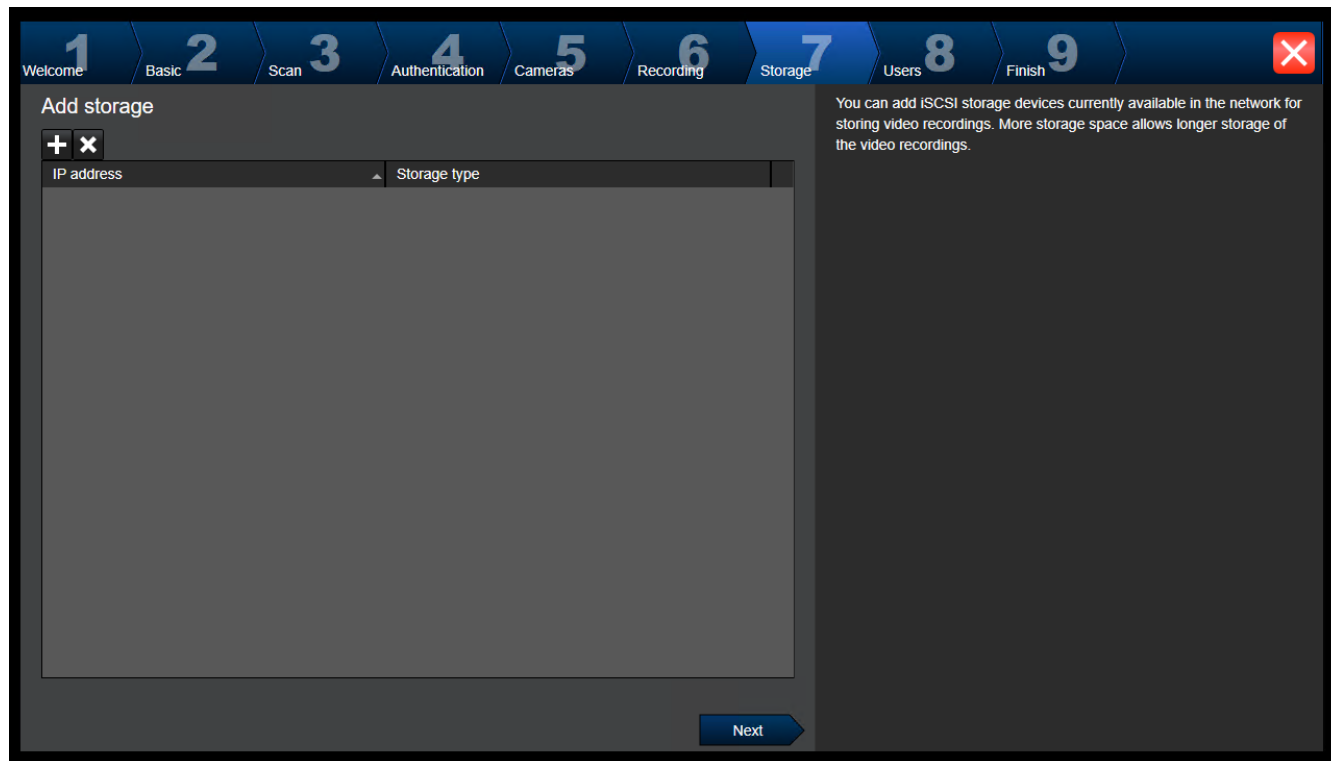 1 Welcome
2 Basic
3 Scan
4 Authentication
5 Cameras
6 Recording
7 Storage
8 Users
9 Finish
Add storage
IP address Storage type
Next
You can add iSCSI storage devices currently available in the network for
storing video recordings. More storage space allows longer storage of
the video recordings.